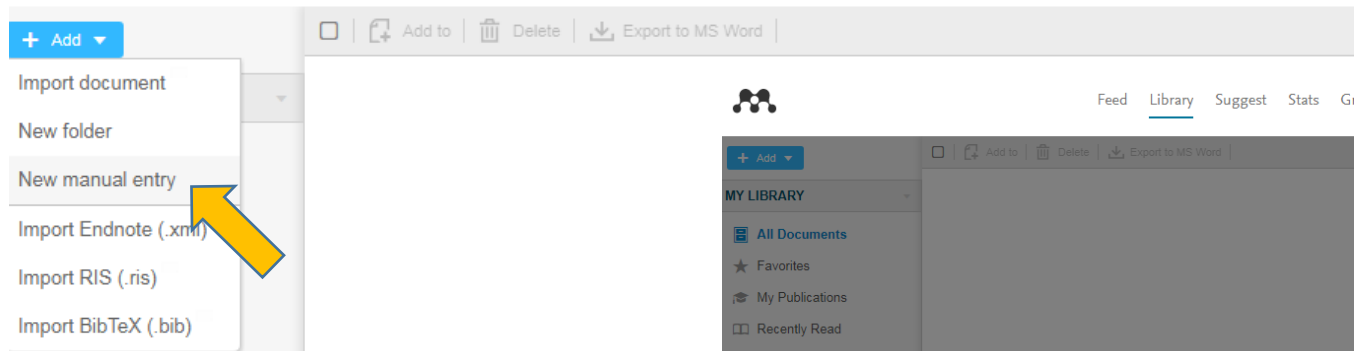 + Add
Add to Delete Export to MS Word
Import document
New folder
New manual entry
Import Endnote (.xml)
Import RIS (.ris)
Import BibTeX (.bib)
Feed Library Suggest Stats
+ Add
Add to Delete Export to MS Word
MY LIBRARY
All Documents
Favorites
My Publications
Recently Read